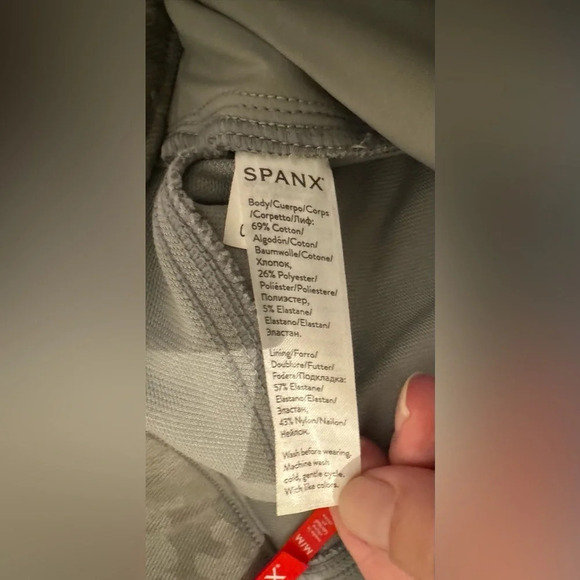 SPANX
Body/Cuerpo/Corps
/Corpetto/Лиф:
69% Cotton/
Algodón/Coton/
Baumwolle/Cotone/
Хлопок,
26% Polyester/
Poliéster/Poliestere/
Полиэстер,
5% Elastane/
Elastano/Elastan/
Эластан.
Lining/Forro/
Doublure/Futter/
Fodera/Подкладка:
57% Elastane/
Elastano/Elastan/
Эластан,
43% Nylon/Nailon/
Нейлон.
Wash before wearing.
Machine wash
cold, gentle cycle.
With like colors.
M/M
X